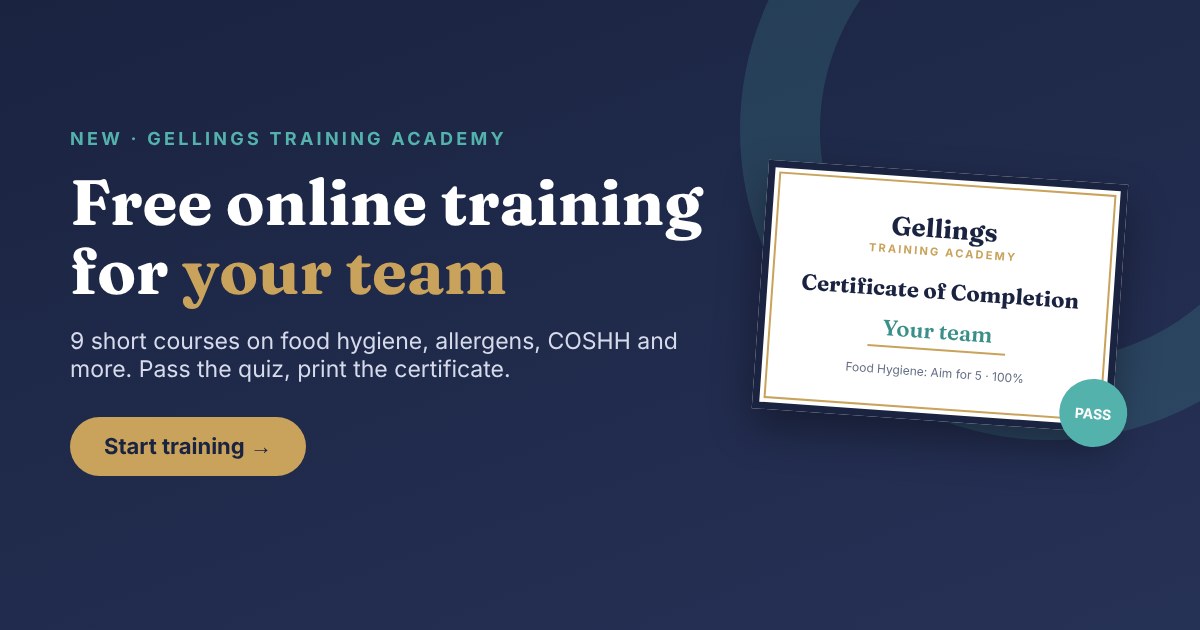 NEW · GELLINGS TRAINING ACADEMY
Free online training
for your team
9 short courses on food hygiene, allergens, COSHH and
more. Pass the quiz, print the certificate.
Start training →
Gellings
TRAINING ACADEMY
Certificate of Completion
Your team
Food Hygiene: Aim for 5 · 100%
PASS